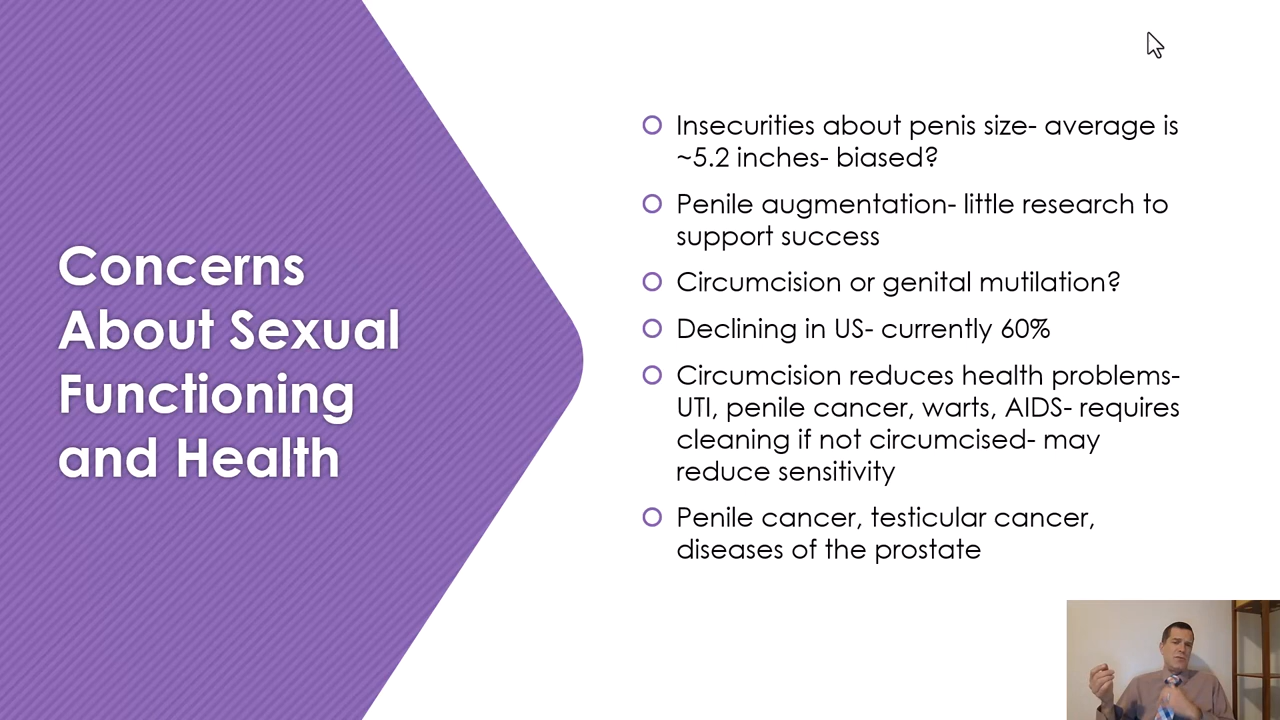 Concerns
About Sexual
Functioning
and Health
Insecurities about penis size- average is
~5.2 inches- biased?
Penile augmentation- little research to
support success
Circumcision or genital mutilation?
Declining in US- currently 60%
Circumcision reduces health problems-
UTI, penile cancer, warts, AIDS- requires
cleaning if not circumcised- may
reduce sensitivity
Penile cancer, testicular cancer,
diseases of the prostate